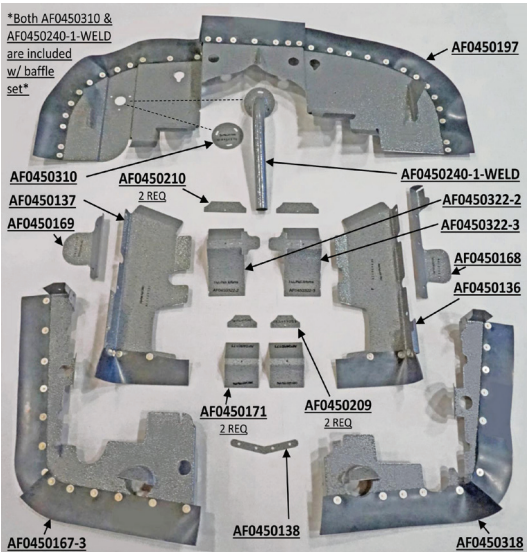 *Both AF0450310 &
AF0450240-1-WELD
are included
w/ baffle
set*
AF0450197
AF0450310
AF0450240-1-WELD
AF0450210
2 REQ
AF0450137
AF0450322-2
AF0450169
AF0450322-3
AF0450168
AF0450136
AF0450171
2 REQ
AF0450209
2 REQ
AF0450138
AF0450167-3
AF0450318